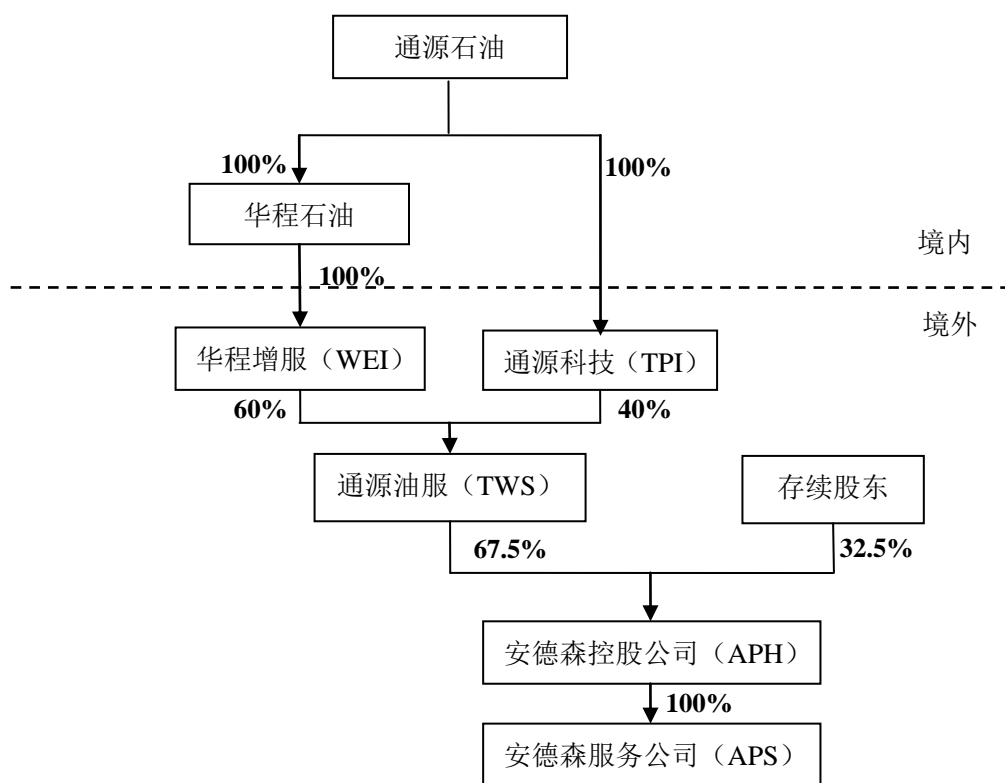 通源石油
100%
100%
华程石油
境内
100%
境外
华程增服（WEI）
通源科技（TPI）
60%
40%
通源油服（TWS）
存续股东
67.5%
32.5%
安德森控股公司（APH）
100%
安德森服务公司（APS）